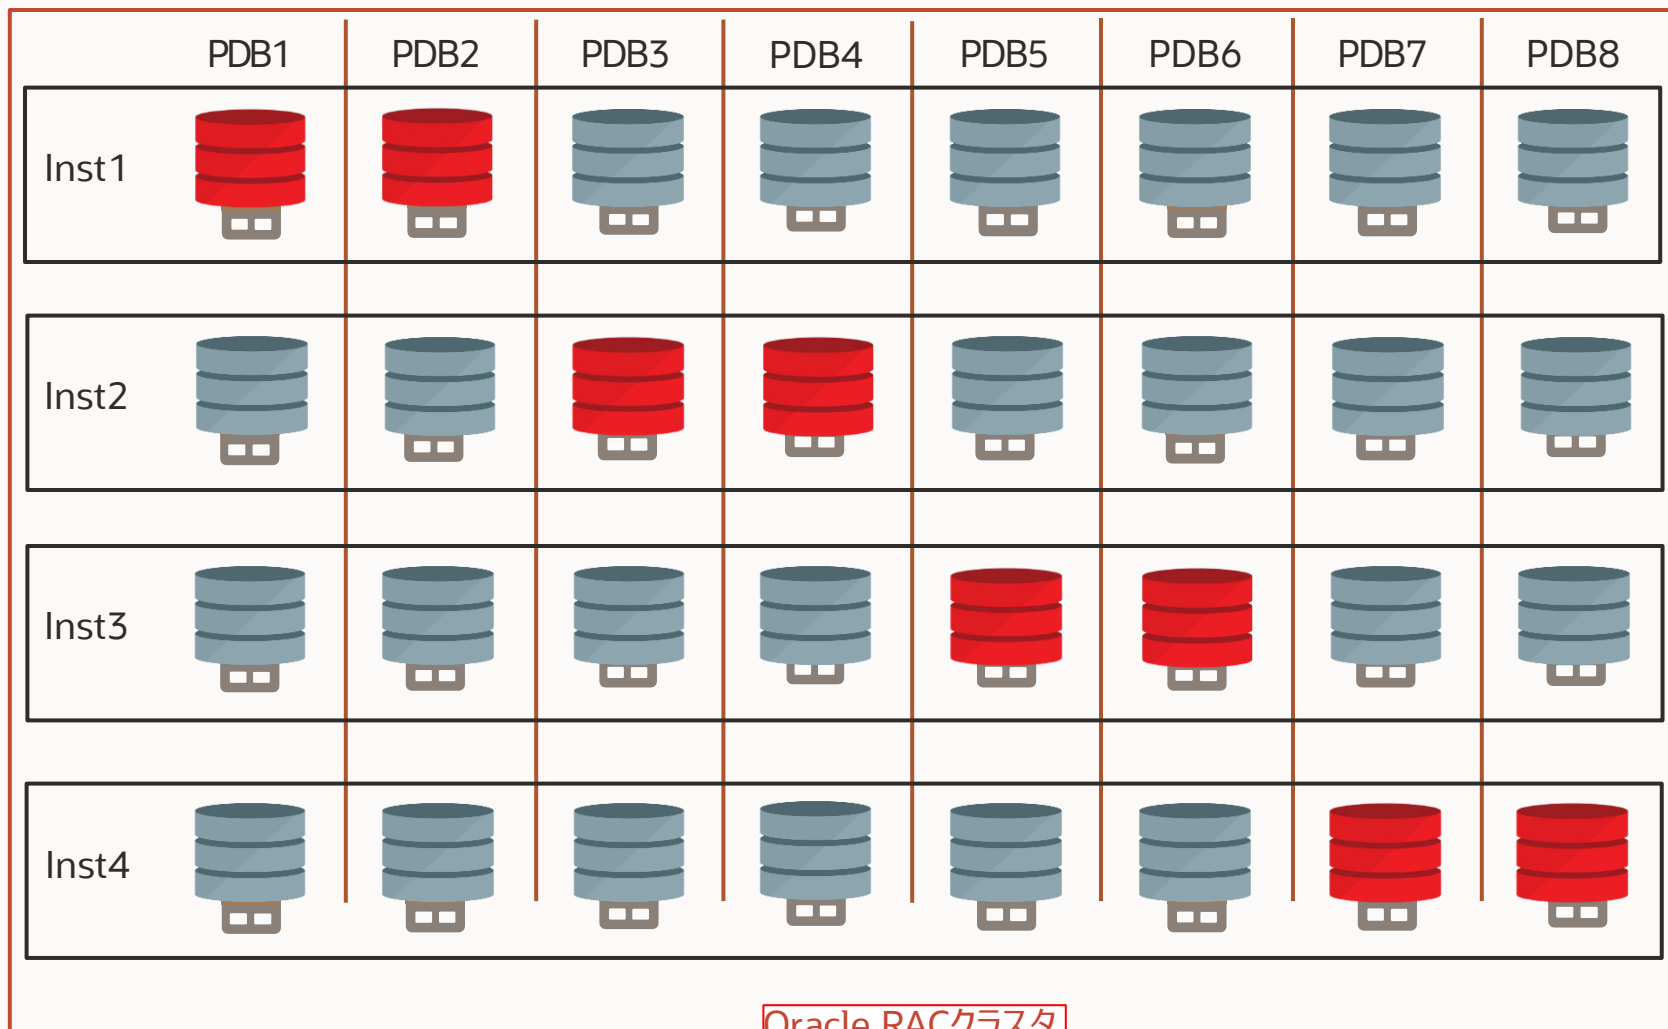 PDB1 PDB2 PDB3 PDB4 PDB5 PDB6 PDB7 PDB8
Inst1
Inst2
Inst3
Inst4
Oracle RACクラスタ